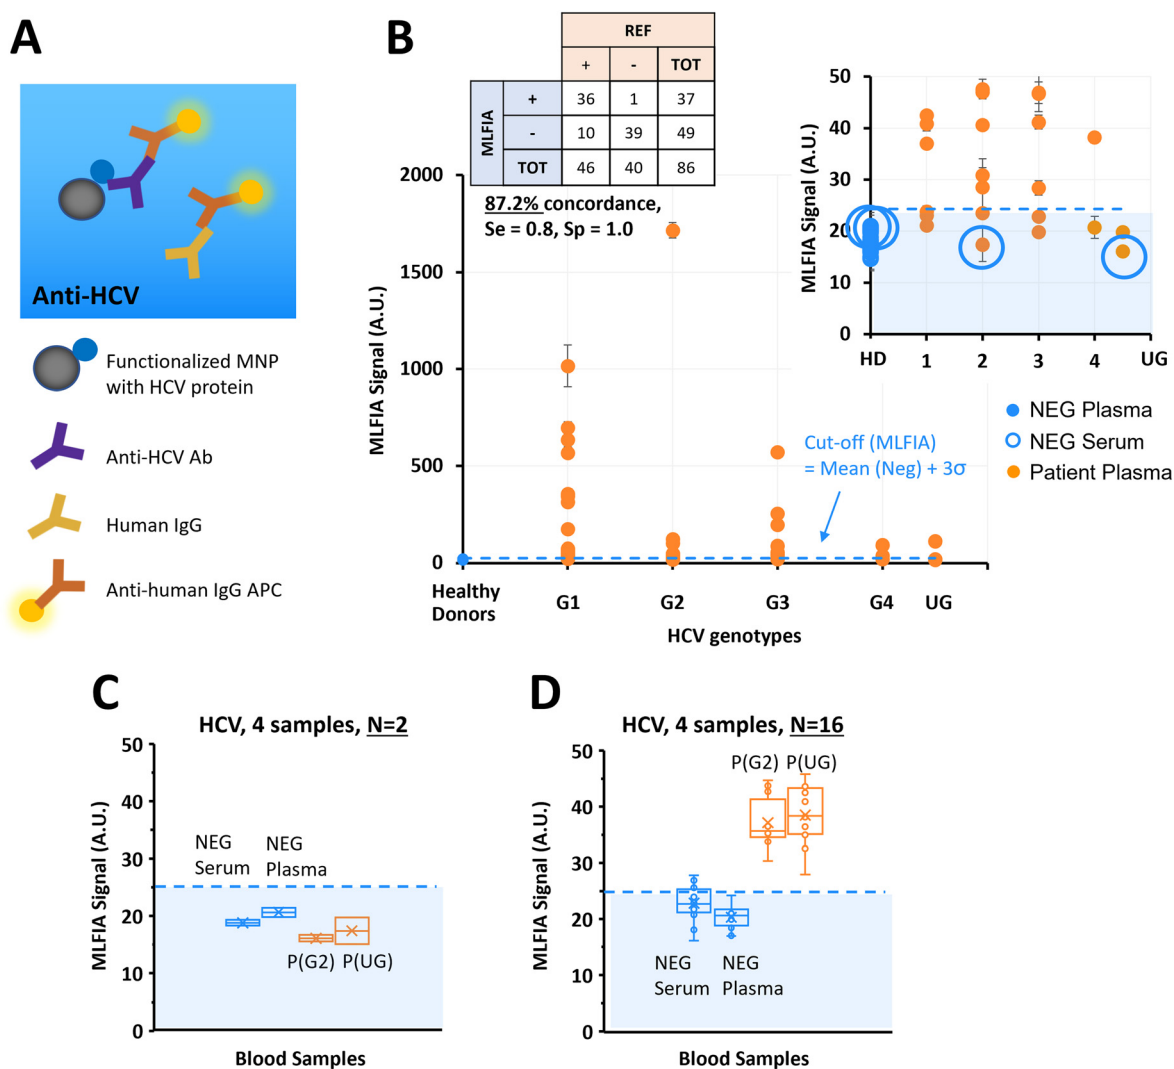 A
Anti-HCV
Functionalized MNP
with HCV protein
Anti-HCV Ab
Human IgG
Anti-human IgG APC
B
REF
+ - TOT
MLFIA
+ 36 1 37
- 10 39 49
TOT 46 40 86
87.2% concordance,
Se = 0.8, Sp = 1.0
MLFIA Signal (A.U.)
2000
1500
1000
500
0
Cut-off (MLFIA)
= Mean (Neg) + 3σ
Healthy
Donors
G1 G2 G3 G4 UG
HCV genotypes
MLFIA Signal (A.U.)
50
40
30
20
10
0
HD 1 2 3 4 UG
NEG Plasma
NEG Serum
Patient Plasma
C
HCV, 4 samples, N=2
MLFIA Signal (A.U.)
50
40
30
20
10
0
NEG
Serum
NEG
Plasma
P(G2) P(UG)
Blood Samples
D
HCV, 4 samples, N=16
MLFIA Signal (A.U.)
50
40
30
20
10
0
P(G2) P(UG)
NEG
Serum
NEG
Plasma
Blood Samples